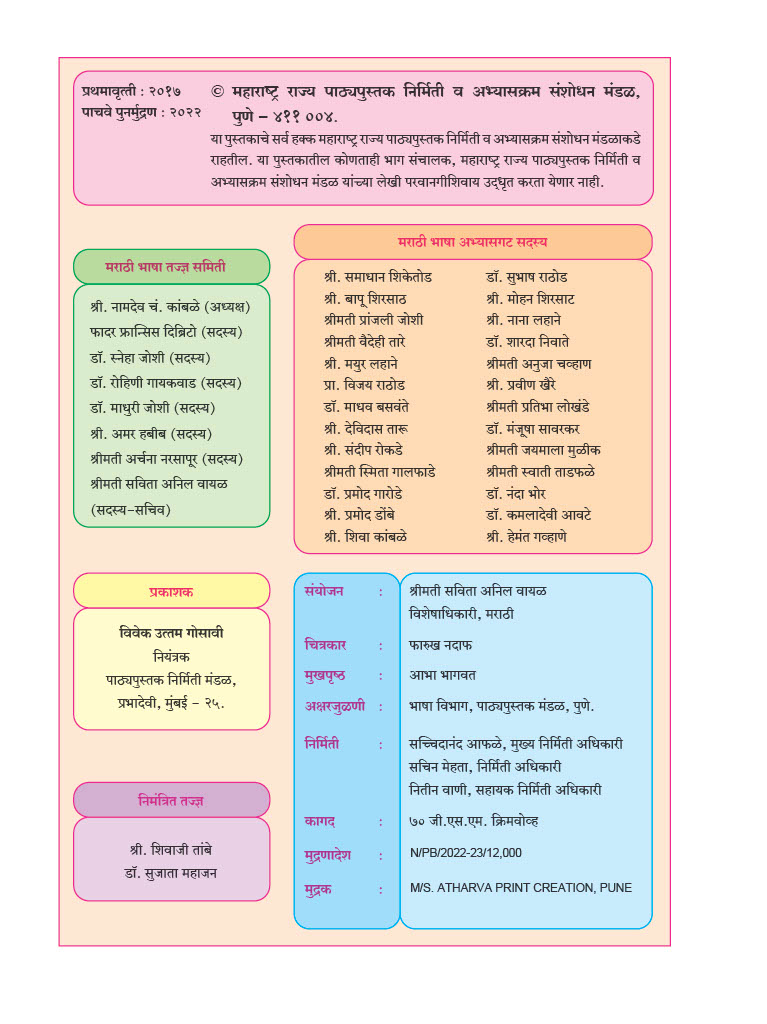 प्रथमावृत्ती : २०१७
पाचवे पुनर्मुद्रण : २०२२
© महाराष्ट्र राज्य पाठ्यपुस्तक निर्मिती व अभ्यासक्रम संशोधन मंडळ,
पुणे – ४११ ००४.
या पुस्तकाचे सर्व हक्क महाराष्ट्र राज्य पाठ्यपुस्तक निर्मिती व अभ्यासक्रम संशोधन मंडळाकडे
राहतील. या पुस्तकातील कोणताही भाग संचालक, महाराष्ट्र राज्य पाठ्यपुस्तक निर्मिती व
अभ्यासक्रम संशोधन मंडळ यांच्या लेखी परवानगीशिवाय उद्धृत करता येणार नाही.
मराठी भाषा तज्ज्ञ समिती
श्री. नामदेव चं. कांबळे (अध्यक्ष)
फादर फ्रान्सिस दिब्रिटो (सदस्य)
डॉ. स्नेहा जोशी (सदस्य)
डॉ. रोहिणी गायकवाड (सदस्य)
डॉ. माधुरी जोशी (सदस्य)
श्री. अमर हबीब (सदस्य)
श्रीमती अर्चना नरसापूर (सदस्य)
श्रीमती सविता अनिल वायळ
(सदस्य-सचिव)
मराठी भाषा अभ्यासगट सदस्य
श्री. समाधान शिकेतोड
श्री. बापू शिरसाठ
श्रीमती प्रांजली जोशी
श्रीमती वैदेही तारे
श्री. मयुर लहाने
प्रा. विजय राठोड
डॉ. माधव बसवंते
श्री. देविदास तारू
श्री. संदीप रोकडे
श्रीमती स्मिता गालफाडे
डॉ. प्रमोद गारोडे
श्री. प्रमोद डोंबे
श्री. शिवा कांबळे
डॉ. सुभाष राठोड
श्री. मोहन शिरसाट
श्री. नाना लहाने
डॉ. शारदा निवाते
श्रीमती अनुजा चव्हाण
श्री. प्रवीण खैरे
श्रीमती प्रतिभा लोखंडे
डॉ. मंजूषा सावरकर
श्रीमती जयमाला मुळीक
श्रीमती स्वाती ताडफळे
डॉ. नंदा भोर
डॉ. कमलादेवी आवटे
श्री. हेमंत गव्हाणे
प्रकाशक
विवेक उत्तम गोसावी
नियंत्रक
पाठ्यपुस्तक निर्मिती मंडळ,
प्रभादेवी, मुंबई – २५.
निमंत्रित तज्ज्ञ
श्री. शिवाजी तांबे
डॉ. सुजाता महाजन
संयोजन : श्रीमती सविता अनिल वायळ
विशेषाधिकारी, मराठी
चित्रकार : फारुख नदाफ
मुखपृष्ठ : आभा भागवत
अक्षरजुळणी : भाषा विभाग, पाठ्यपुस्तक मंडळ, पुणे.
निर्मिती : सच्चिदानंद आफळे, मुख्य निर्मिती अधिकारी
सचिन मेहता, निर्मिती अधिकारी
नितीन वाणी, सहायक निर्मिती अधिकारी
कागद : ७० जी.एस.एम. क्रिमवोव्ह
मुद्रणादेश : N/PB/2022-23/12,000
मुद्रक : M/S. ATHARVA PRINT CREATION, PUNE